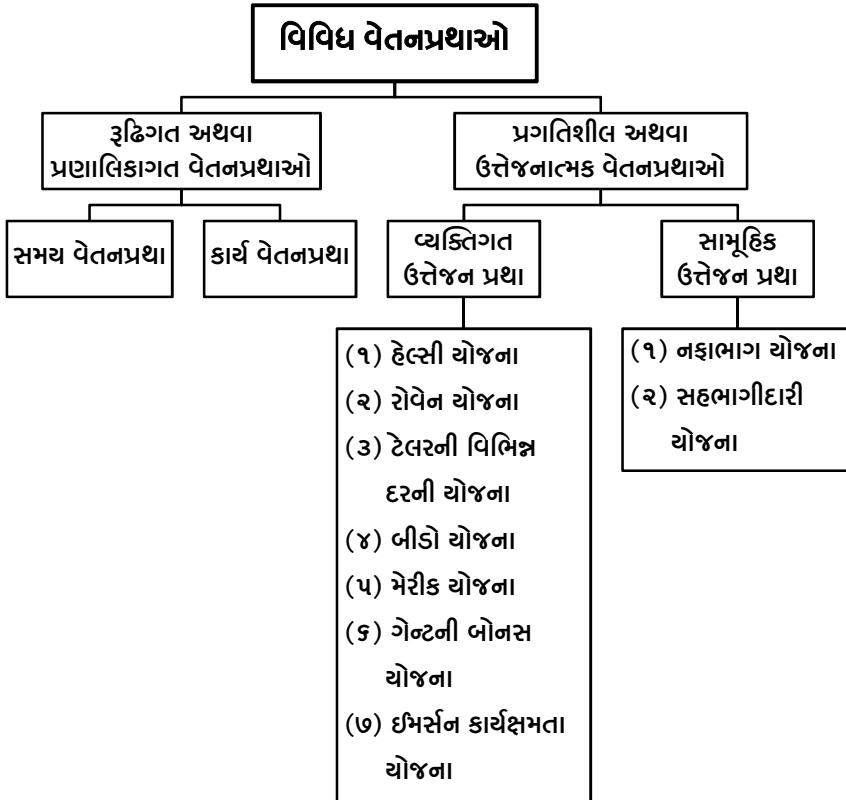 વિવિધ વેતનપ્રથાઓ
રૂઢિગત અથવા
પ્રણાલિકાગત વેતનપ્રથાઓ
પ્રગતિશીલ અથવા
ઉત્તેજનાત્મક વેતનપ્રથાઓ
સમય વેતનપ્રથા
કાર્ય વેતનપ્રથા
વ્યક્તિગત
ઉત્તેજન પ્રથા
સામૂહિક
ઉત્તેજન પ્રથા
(૧) હેલ્સી યોજના
(૨) રોવેન યોજના
(૩) ટેલરની વિભિન્ન
દરની યોજના
(૪) બીડો યોજના
(૫) મેરીક યોજના
(૬) ગેન્ટની બોનસ
યોજના
(૭) ઈમર્સન કાર્યક્ષમતા
યોજના
(૧) નફાભાગ યોજના
(૨) સહભાગીદારી
યોજના